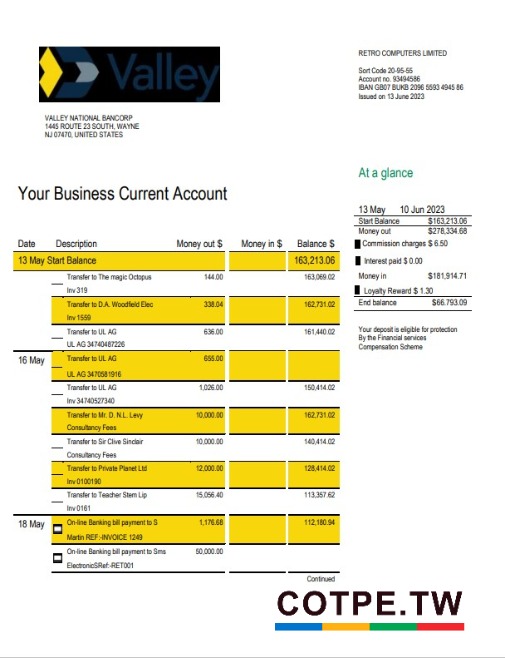 Valley
RETRO COMPUTERS LIMITED
Sort Code 20-95-55
Account no. 93494586
IBAN GB07 BUKB 2096 5593 4945 86
Issued on 13 June 2023
VALLEY NATIONAL BANCORP
1445 ROUTE 23 SOUTH, WAYNE
NJ 07470, UNITED STATES
At a glance
13 May 10 Jun 2023
Start Balance $163,213.06
Money out $278,334.68
Commission charges $ 6.50
Interest paid $ 0.00
Money in $181,914.71
Loyalty Reward $ 1.30
End balance $66.793.09
Your deposit is eligible for protection
By the Financial services
Compensation Scheme
Your Business Current Account
Date Description Money out $ Money in $ Balance $
13 May Start Balance 163,213.06
Transfer to The magic Octopus 144.00 163,069.02
Inv 319
Transfer to D.A. Woodfield Elec 338.04 162,731.02
Inv 1559
Transfer to UL AG 636.00 161,440.02
UL AG 34740487226
16 May Transfer to UL AG 655.00
UL AG 3470581916
Transfer to UL AG 1,026.00 150,414.02
Inv 34740527340
Transfer to Mr. D. N.L. Levy 10,000.00 162,731.02
Consultancy Fees
Transfer to Sir Clive Sinclair 10,000.00 140,414.02
Consultancy Fees
Transfer to Private Planet Ltd 12,000.00 128,414.02
Inv 0100190
Transfer to Teacher Stem Lip 15,056.40 113,357.62
Inv 0161
18 May On-line Banking bill payment to S 1,176.68 112,180.94
Martin REF:-INVOICE 1249
On-line Banking bill payment to Sms 50,000.00
ElectronicSRef:-RET001
Continued
COTPE.TW